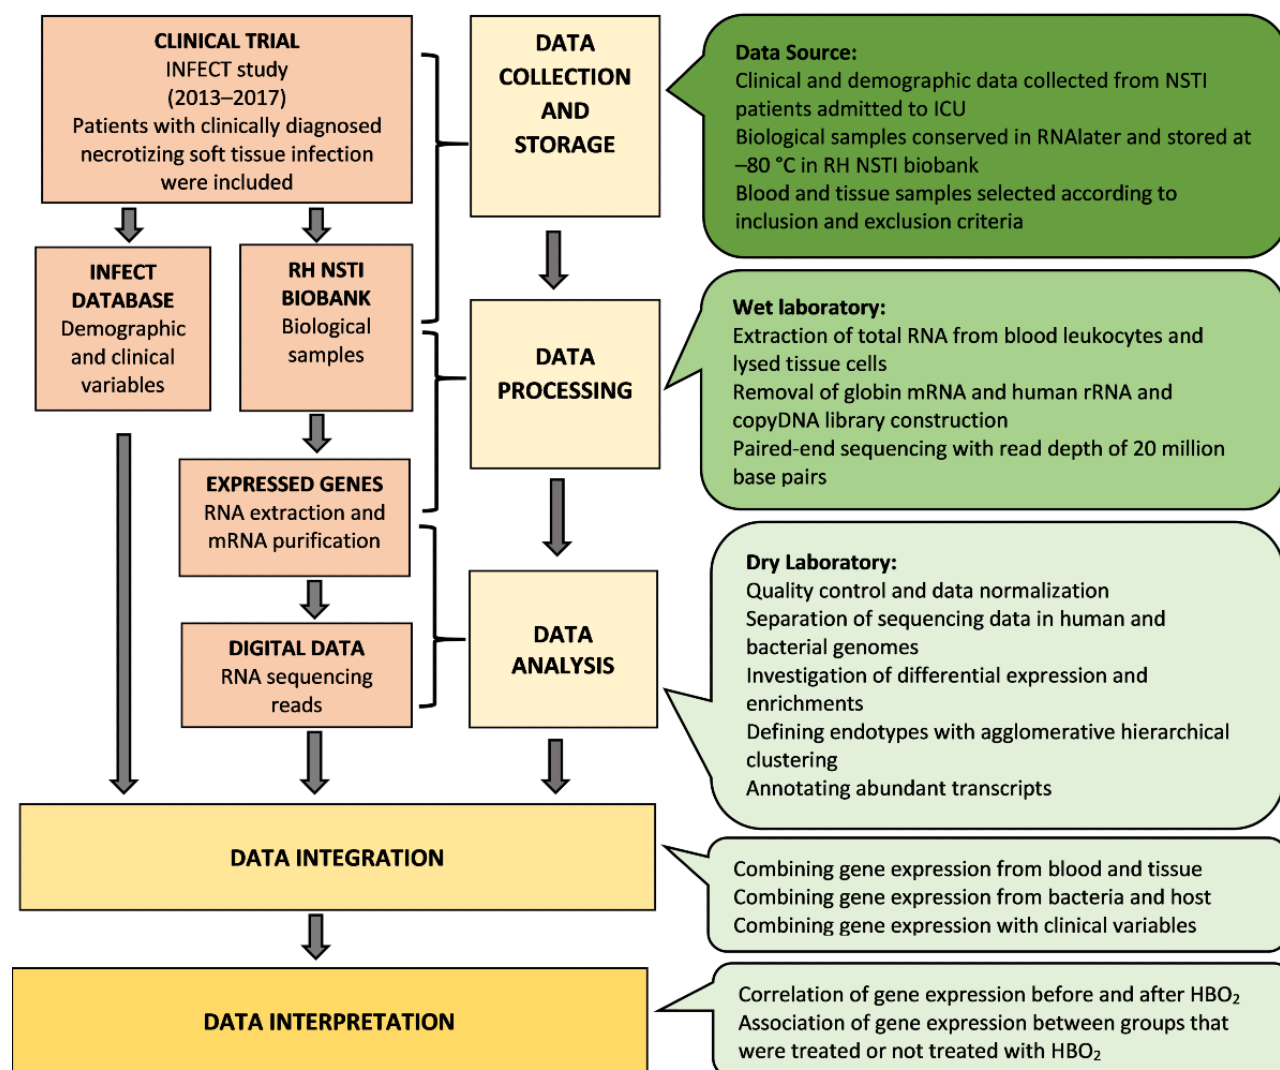 CLINICAL TRIAL
INFECT study
(2013–2017)
Patients with clinically diagnosed
necrotizing soft tissue infection
were included
INFECT
DATABASE
Demographic
and clinical
variables
RH NSTI
BIOBANK
Biological
samples
EXPRESSED GENES
RNA extraction and
mRNA purification
DIGITAL DATA
RNA sequencing
reads
DATA
COLLECTION
AND
STORAGE
DATA
PROCESSING
DATA
ANALYSIS
Data Source:
Clinical and demographic data collected from NSTI
patients admitted to ICU
Biological samples conserved in RNAlater and stored at
–80 °C in RH NSTI biobank
Blood and tissue samples selected according to
inclusion and exclusion criteria
Wet laboratory:
Extraction of total RNA from blood leukocytes and
lysed tissue cells
Removal of globin mRNA and human rRNA and
copyDNA library construction
Paired-end sequencing with read depth of 20 million
base pairs
Dry Laboratory:
Quality control and data normalization
Separation of sequencing data in human and
bacterial genomes
Investigation of differential expression and
enrichments
Defining endotypes with agglomerative hierarchical
clustering
Annotating abundant transcripts
DATA INTEGRATION
Combining gene expression from blood and tissue
Combining gene expression from bacteria and host
Combining gene expression with clinical variables
DATA INTERPRETATION
Correlation of gene expression before and after HBO₂
Association of gene expression between groups that
were treated or not treated with HBO₂